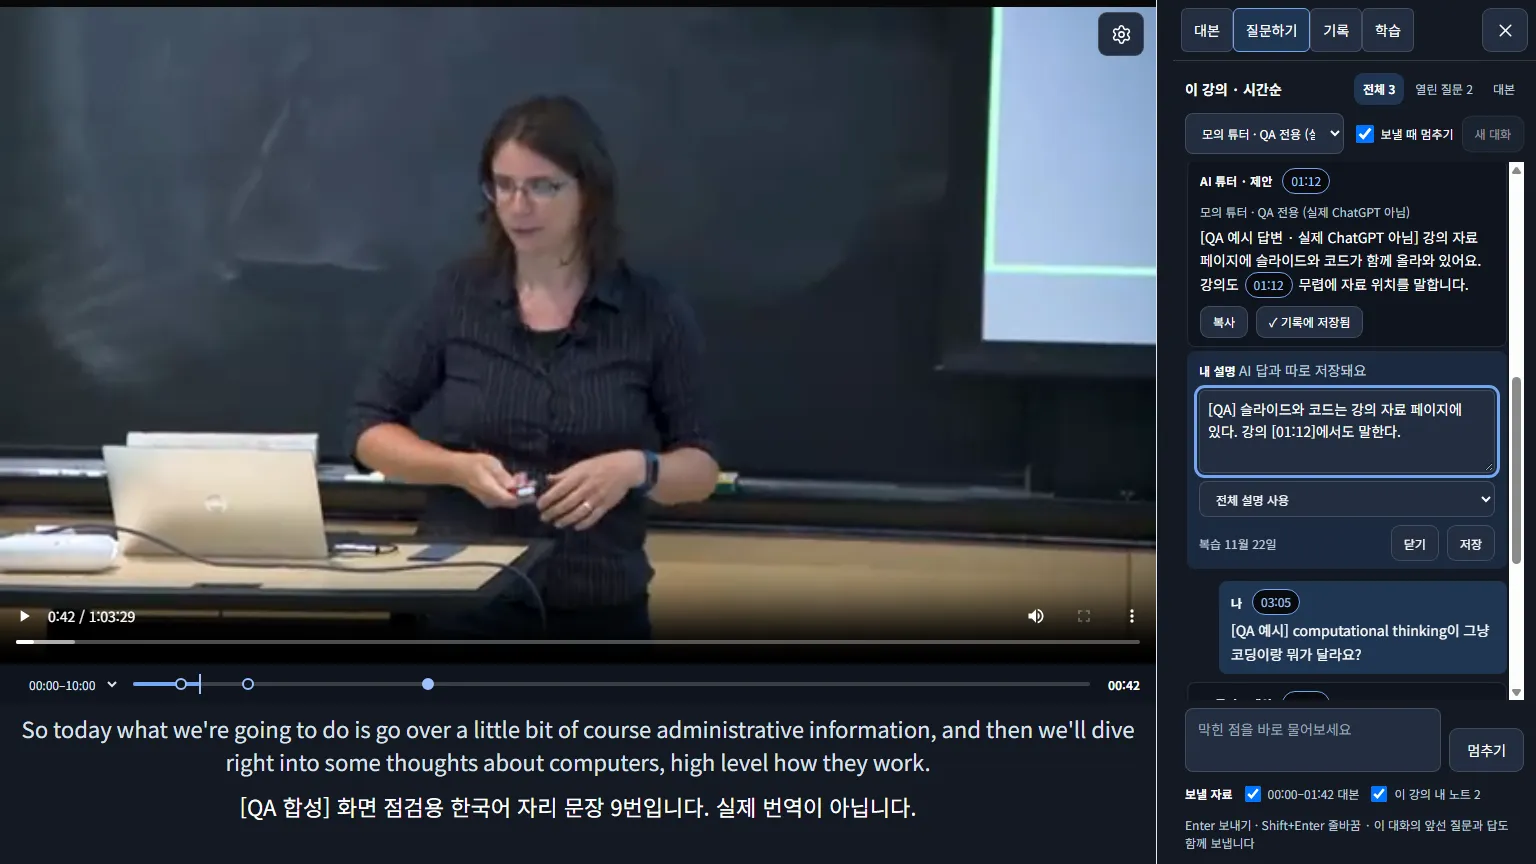 대본 질문하기 기록 학습
이 강의 · 시간순 전체 3 열린 질문 2 대본
모의 튜터 · QA 전용 보낼 때 멈추기 새 대화
AI 튜터 · 제안 01:12
모의 튜터 · QA 전용 (실제 ChatGPT 아님)
[QA 예시 답변 · 실제 ChatGPT 아님] 강의 자료
페이지에 슬라이드와 코드가 함께 올라와 있어요.
강의도 01:12 무렵에 자료 위치를 말합니다.
복사 ✓ 기록에 저장됨
내 설명 AI 답과 따로 저장돼요
[QA] 슬라이드와 코드는 강의 자료 페이지에
있다. 강의 [01:12]에서도 말한다.
전체 설명 사용
복습 11월 22일 닫기 저장
나 03:05
[QA 예시] computational thinking이 그냥
코딩이랑 뭐가 달라요?
막힌 점을 바로 물어보세요
멈추기
보낼 자료 00:00–01:42 대본 이 강의 내 노트 2
Enter 보내기 · Shift+Enter 줄바꿈 · 이 대화의 앞선 질문과 답도
함께 보냅니다
0:42 / 1:03:29
00:00–10:00 00:42
So today what we're going to do is go over a little bit of course administrative information, and then we'll dive
right into some thoughts about computers, high level how they work.
[QA 합성] 화면 점검용 한국어 자리 문장 9번입니다. 실제 번역이 아닙니다.